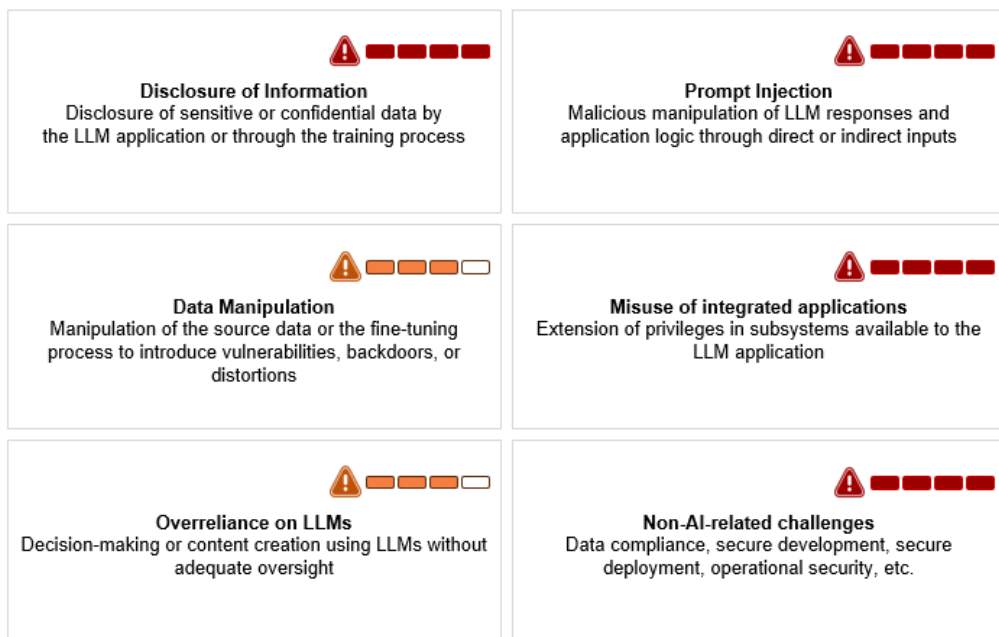 Disclosure of Information
Disclosure of sensitive or confidential data by
the LLM application or through the training process
Prompt Injection
Malicious manipulation of LLM responses and
application logic through direct or indirect inputs
Data Manipulation
Manipulation of the source data or the fine-tuning
process to introduce vulnerabilities, backdoors, or
distortions
Misuse of integrated applications
Extension of privileges in subsystems available to the
LLM application
Overreliance on LLMs
Decision-making or content creation using LLMs without
adequate oversight
Non-AI-related challenges
Data compliance, secure development, secure
deployment, operational security, etc.